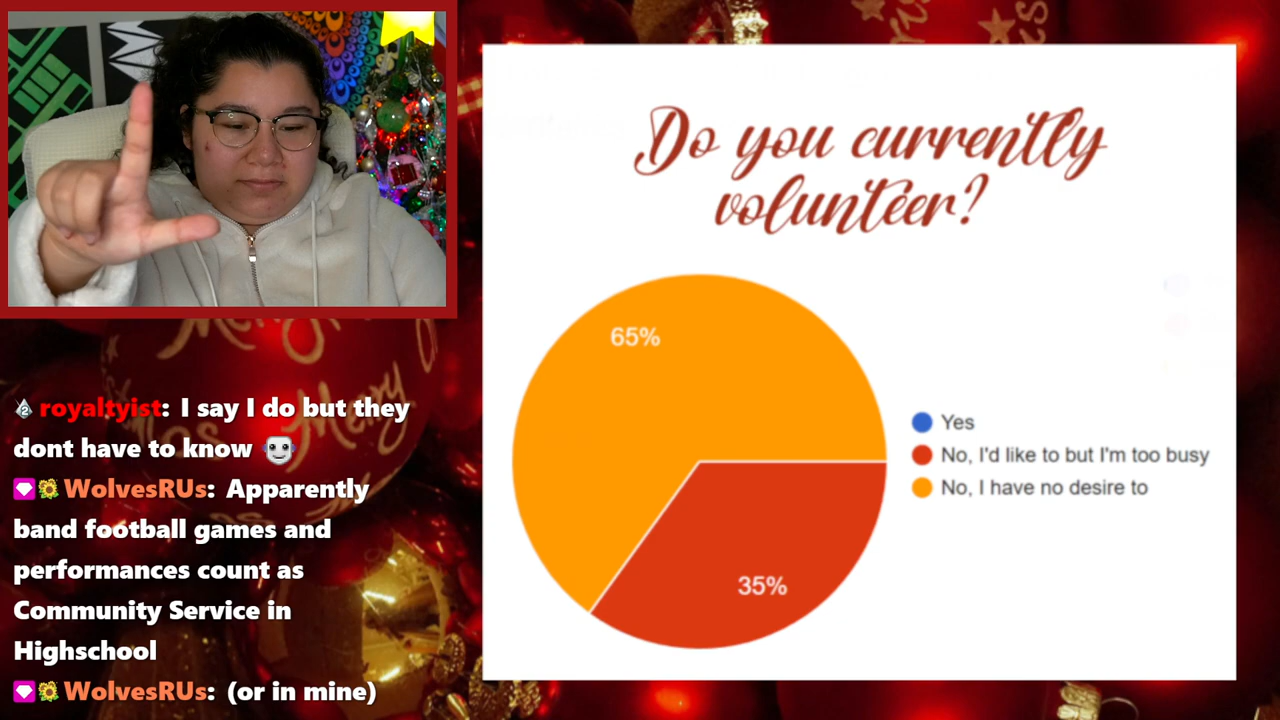 Do you currently
volunteer?
65%
35%
Yes
No, I'd like to but I'm too busy
No, I have no desire to
2 royaltyist: I say I do but they
dont have to know
WolvesRUs: Apparently
band football games and
performances count as
Community Service in
Highschool
WolvesRUs: (or in mine)
Merry